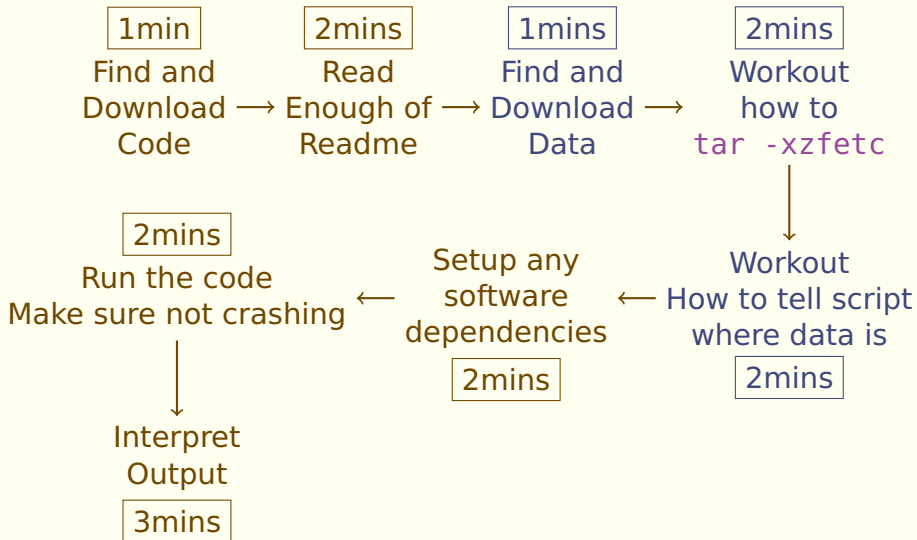 1min
Find and
Download
Code
2mins
Read
Enough of
Readme
1mins
Find and
Download
Data
2mins
Workout
how to
tar -xzfetc
Workout
How to tell script
where data is
2mins
Setup any
software
dependencies
2mins
2mins
Run the code
Make sure not crashing
Interpret
Output
3mins